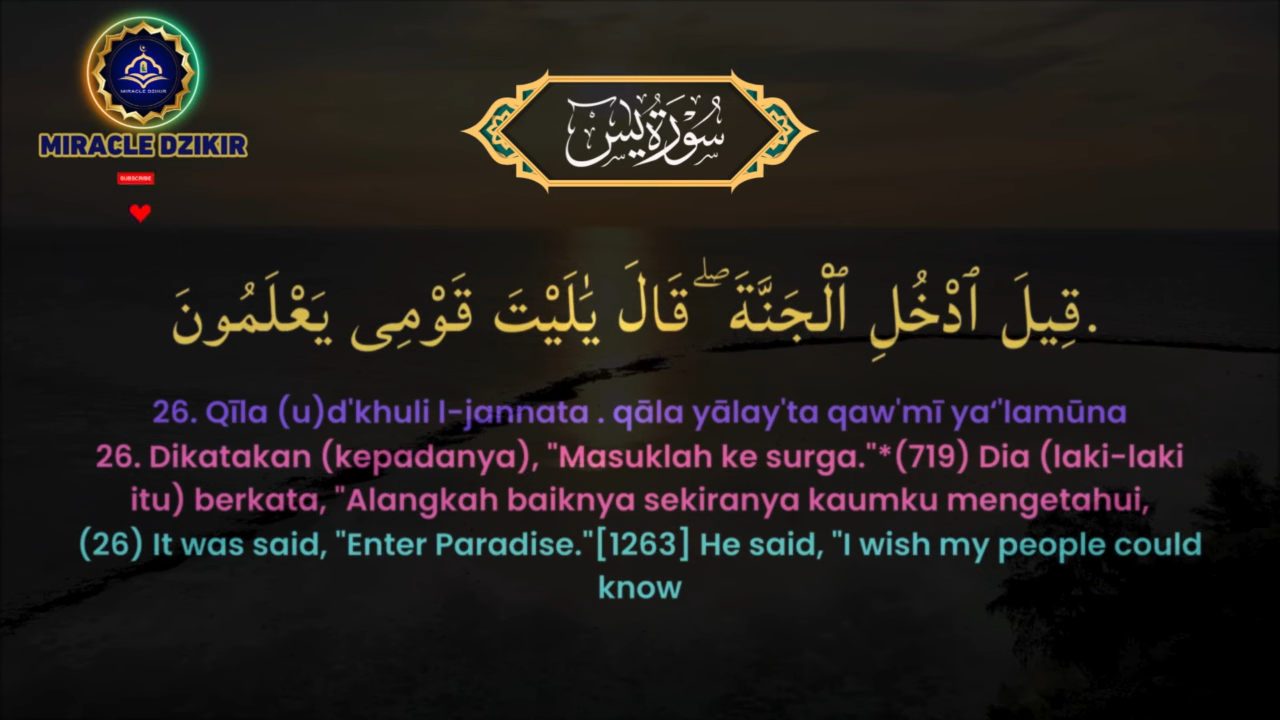 MIRACLE DZIKIR
MIRACLE DZIKIR
SUBSCRIBE
سُورَةُ يس
قِيلَ ٱدْخُلِ ٱلْجَنَّةَ ۖ قَالَ يَٰلَيْتَ قَوْمِى يَعْلَمُونَ.
26. Qīla (u)d'khuli l-jannata . qāla yālay'ta qaw'mī ya‘'lamūna
26. Dikatakan (kepadanya), "Masuklah ke surga."*(719) Dia (laki-laki
itu) berkata, "Alangkah baiknya sekiranya kaumku mengetahui,
(26) It was said, "Enter Paradise."[1263] He said, "I wish my people could
know